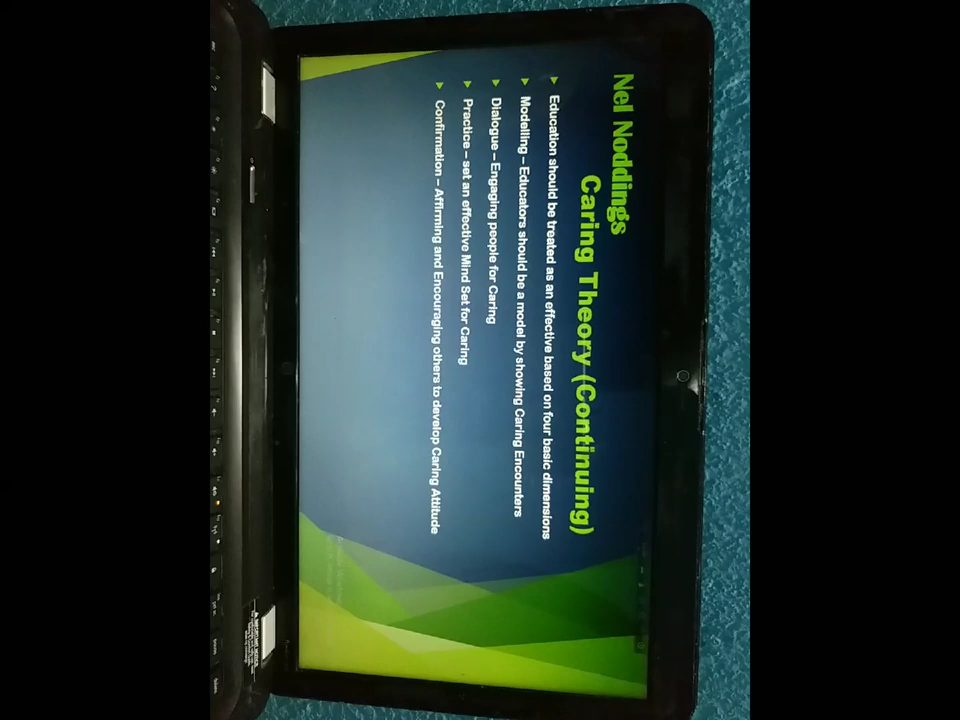 Nel Noddings
Caring Theory (Continuing)
Education should be treated as an effective based on four basic dimensions
Modelling – Educators should be a model by showing Caring Encounters
Dialogue – Engaging people for Caring
Practice – set an effective Mind Set for Caring
Confirmation – Affirming and Encouraging others to develop Caring Attitude
IMPORTANT NOTICE